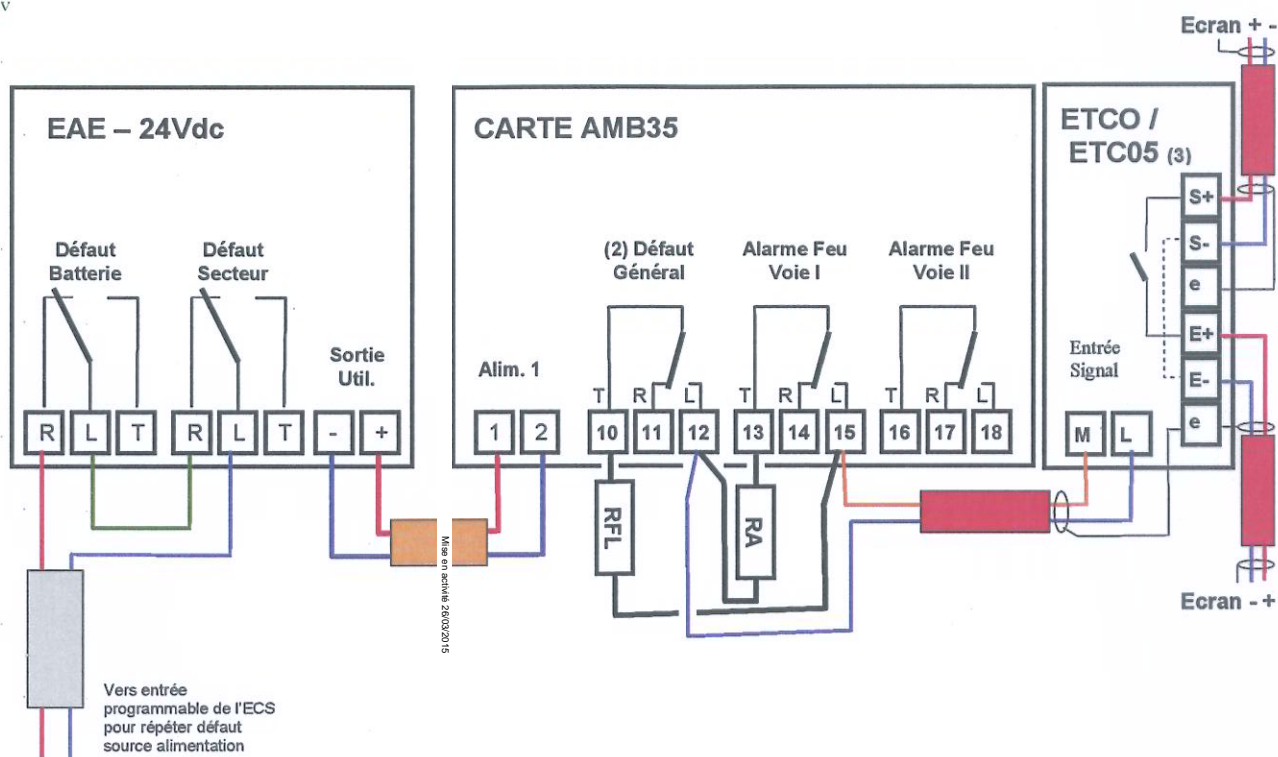 v
Ecran + -
EAE – 24Vdc
CARTE AMB35
ETCO /
ETC05 (3)
Défaut
Batterie
Défaut
Secteur
Sortie
Util.
R
L
T
R
L
T
-
+
Alim. 1
1
2
(2) Défaut
Général
Alarme Feu
Voie I
Alarme Feu
Voie II
T
R
L
T
R
L
T
R
L
10
11
12
13
14
15
16
17
18
RFL
RA
S+
S-
e
E+
E-
e
Entrée
Signal
M
L
Mise en activité 26/03/2015
Ecran - +
Vers entrée
programmable de l'ECS
pour répéter défaut
source alimentation